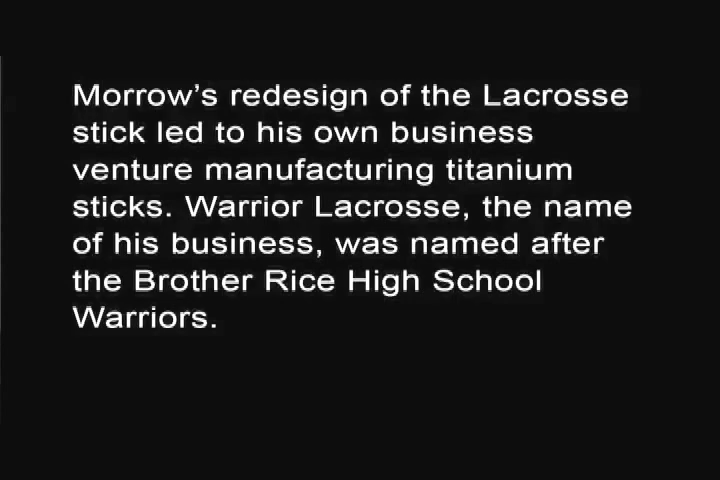 Morrow’s redesign of the Lacrosse
stick led to his own business
venture manufacturing titanium
sticks. Warrior Lacrosse, the name
of his business, was named after
the Brother Rice High School
Warriors.